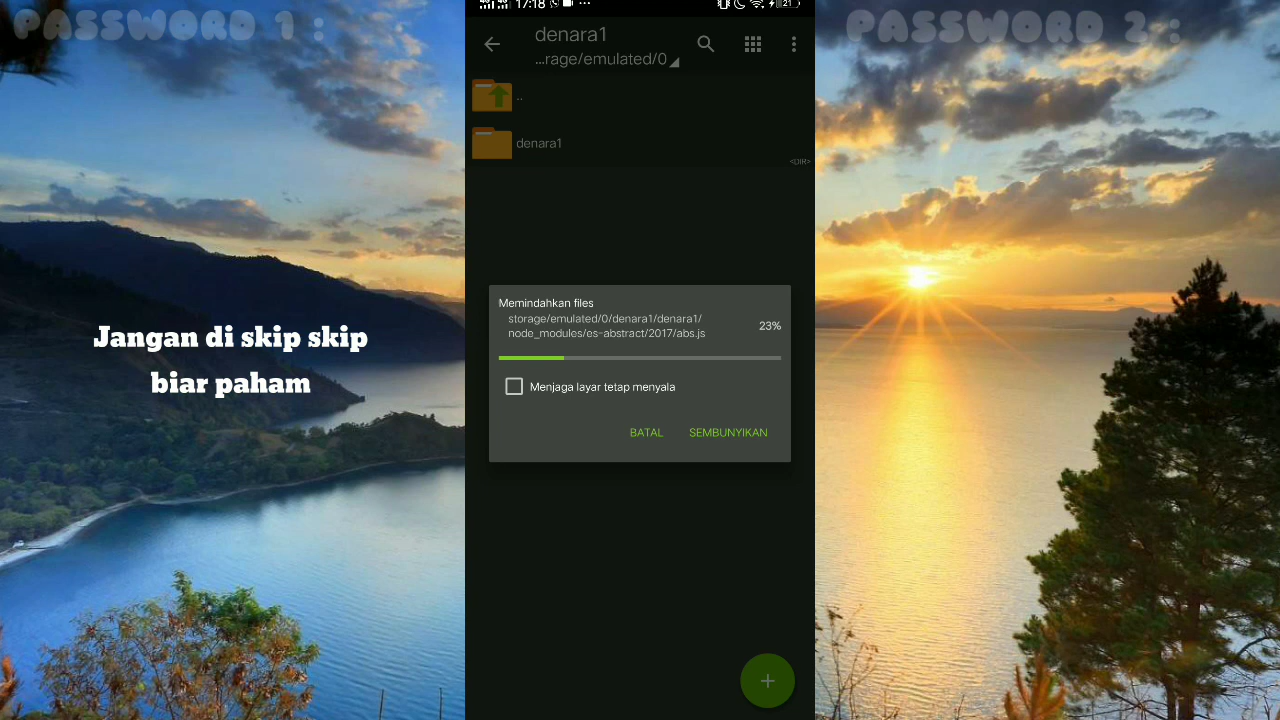 PASSWORD 1 :
PASSWORD 2 :
17:18
21
denara1
...rage/emulated/0
..
denara1
<DIR>
Jangan di skip skip
biar paham
Memindahkan files
storage/emulated/0/denara1/denara1/
node_modules/es-abstract/2017/abs.js
23%
Menjaga layar tetap menyala
BATAL
SEMBUNYIKAN